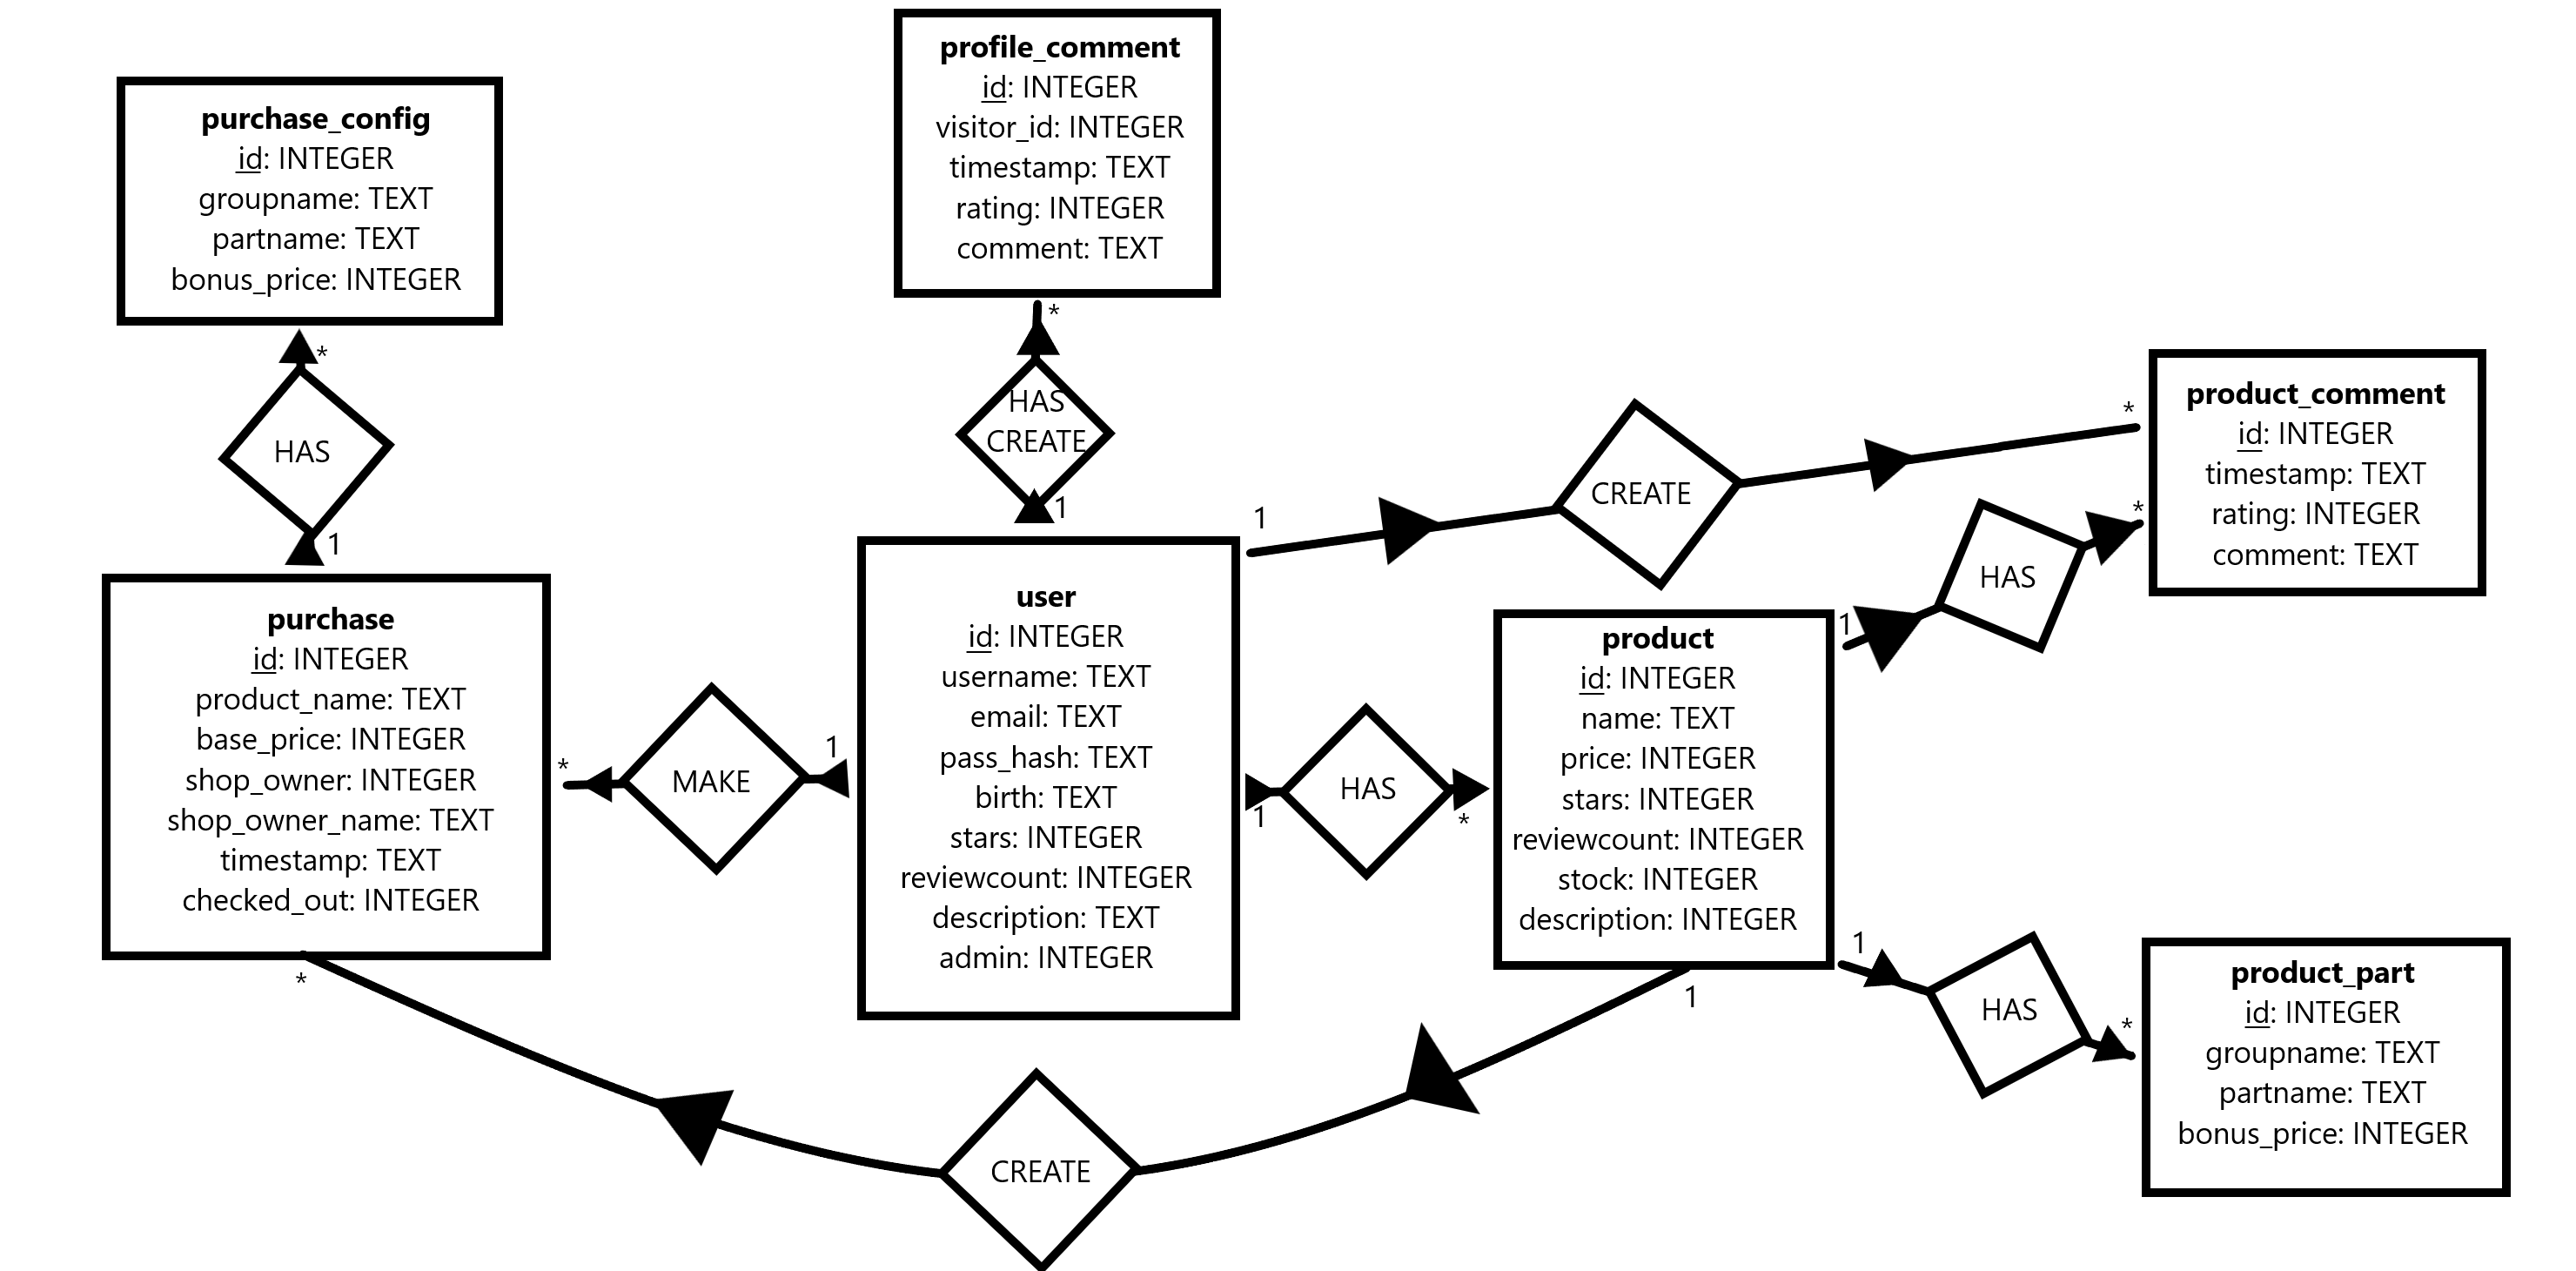 profile_comment
id: INTEGER
visitor_id: INTEGER
timestamp: TEXT
rating: INTEGER
comment: TEXT
*
purchase_config
id: INTEGER
groupname: TEXT
partname: TEXT
bonus_price: INTEGER
*
HAS
1
HAS
CREATE
1
1
CREATE
*
product_comment
id: INTEGER
timestamp: TEXT
rating: INTEGER
comment: TEXT
*
HAS
1
purchase
id: INTEGER
product_name: TEXT
base_price: INTEGER
shop_owner: INTEGER
shop_owner_name: TEXT
timestamp: TEXT
checked_out: INTEGER
*
*
MAKE
1
user
id: INTEGER
username: TEXT
email: TEXT
pass_hash: TEXT
birth: TEXT
stars: INTEGER
reviewcount: INTEGER
description: TEXT
admin: INTEGER
1
HAS
*
product
id: INTEGER
name: TEXT
price: INTEGER
stars: INTEGER
reviewcount: INTEGER
stock: INTEGER
description: INTEGER
1
1
HAS
*
product_part
id: INTEGER
groupname: TEXT
partname: TEXT
bonus_price: INTEGER
CREATE